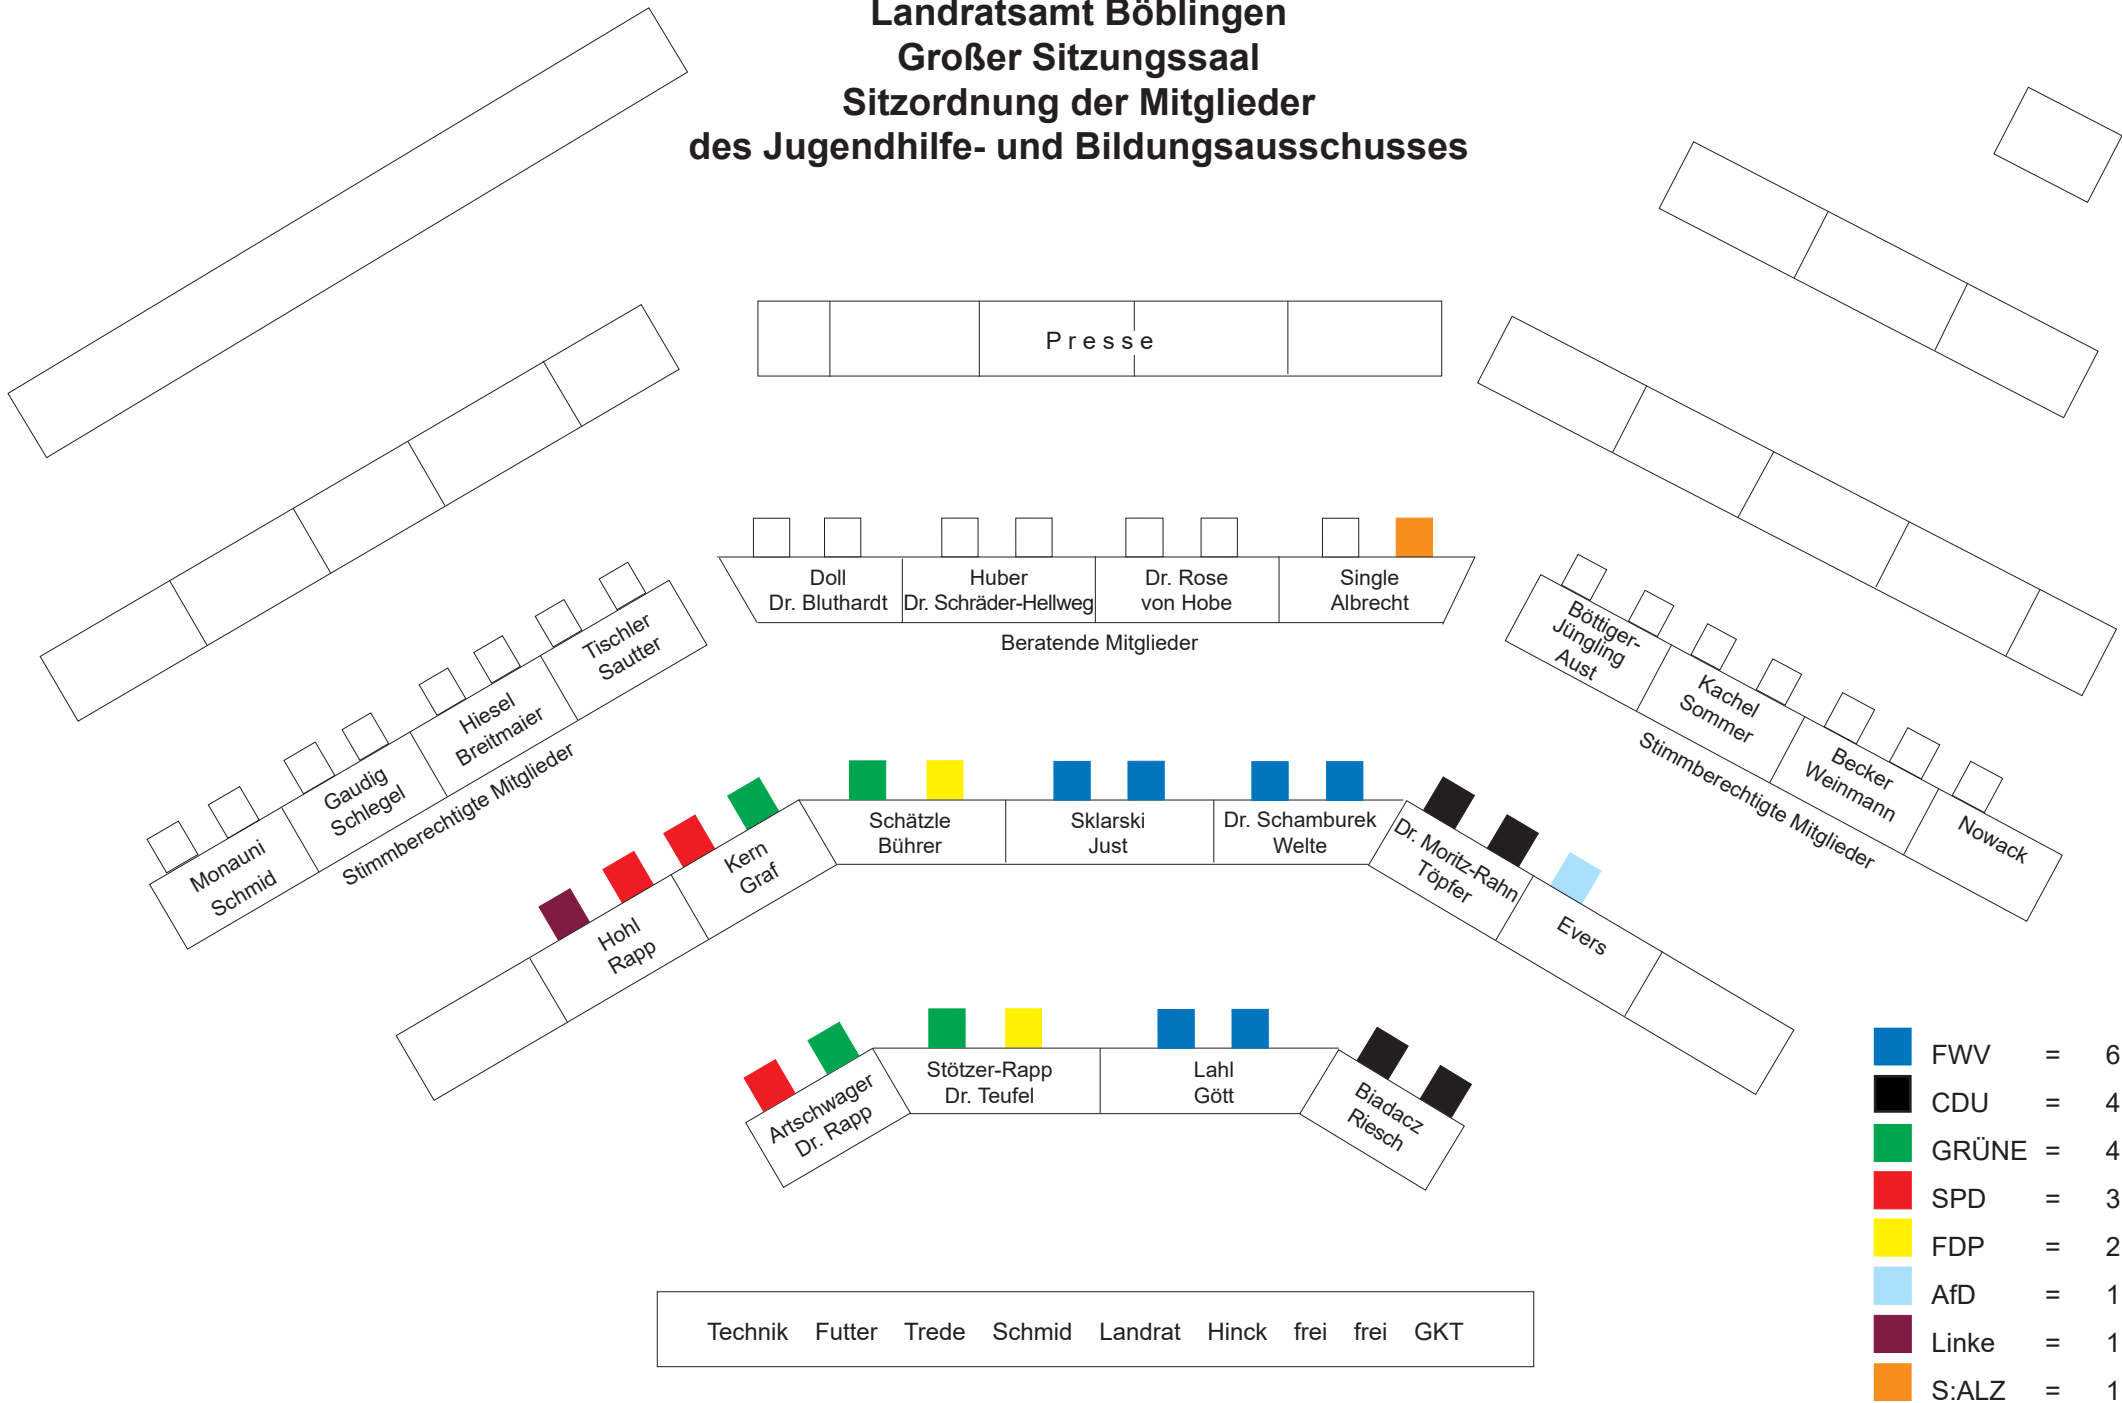 Landratsamt Böblingen
Großer Sitzungssaal
Sitzordnung der Mitglieder
des Jugendhilfe- und Bildungsausschusses
Presse
Doll
Dr. Bluthardt
Huber
Dr. Schräder-Hellweg
Dr. Rose
von Hobe
Single
Albrecht
Beratende Mitglieder
Tischler
Sautter
Hiesel
Breitmaier
Gaudig
Schlegel
Monauni
Schmid
Stimmberechtigte Mitglieder
Böttiger-
Jüngling
Aust
Kachel
Sommer
Becker
Weinmann
Nowack
Stimmberechtigte Mitglieder
Hohl
Rapp
Kern
Graf
Schätzle
Bührer
Sklarski
Just
Dr. Schamburek
Welte
Dr. Moritz-Rahn
Töpfer
Evers
Artschwager
Dr. Rapp
Stötzer-Rapp
Dr. Teufel
Lahl
Gött
Biadacz
Riesch
Technik Futter Trede Schmid Landrat Hinck frei frei GKT
FWV = 6
CDU = 4
GRÜNE = 4
SPD = 3
FDP = 2
AfD = 1
Linke = 1
S:ALZ = 1